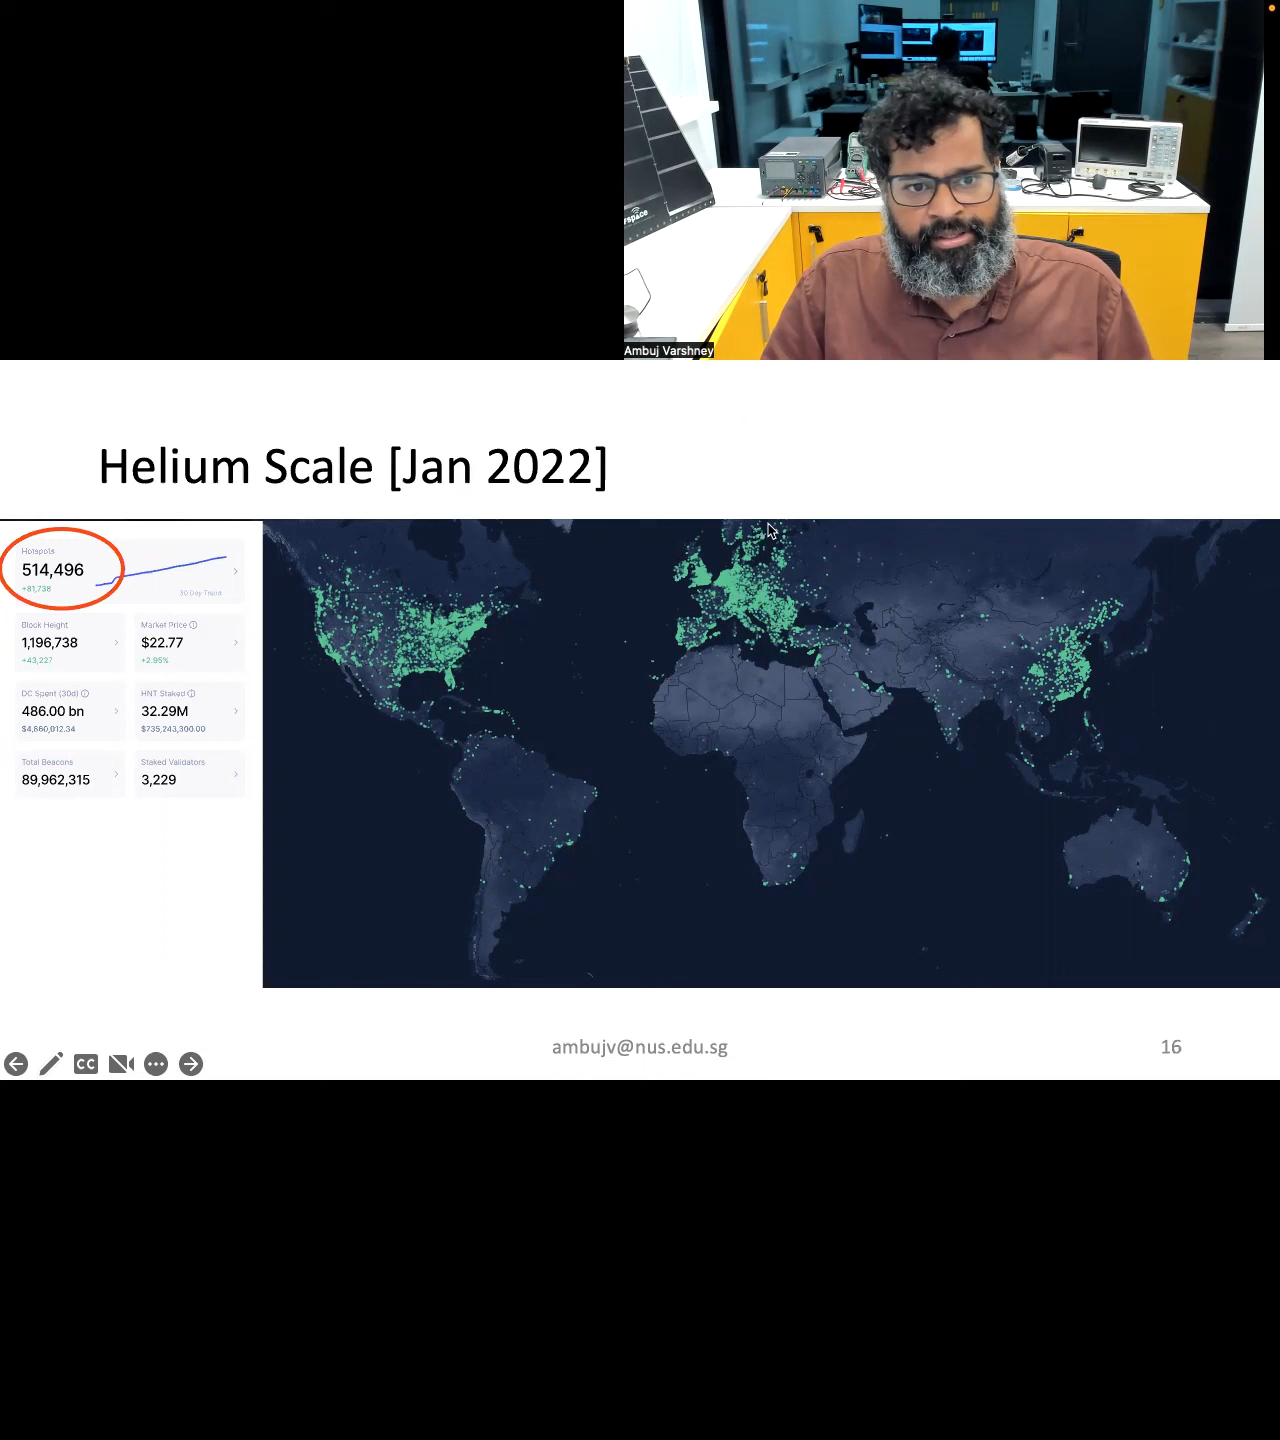 Ambuj Varshney
Helium Scale [Jan 2022]
Hotspots
514,496
+81,738
30 Day Trend
Block Height
1,196,738
+43,227
Market Price
$22.77
+2.95%
DC Spent (30d)
486.00 bn
$4,860,012.34
HNT Staked
32.29M
$735,243,300.00
Total Beacons
89,962,315
Staked Validators
3,229
ambujv@nus.edu.sg
16
CC